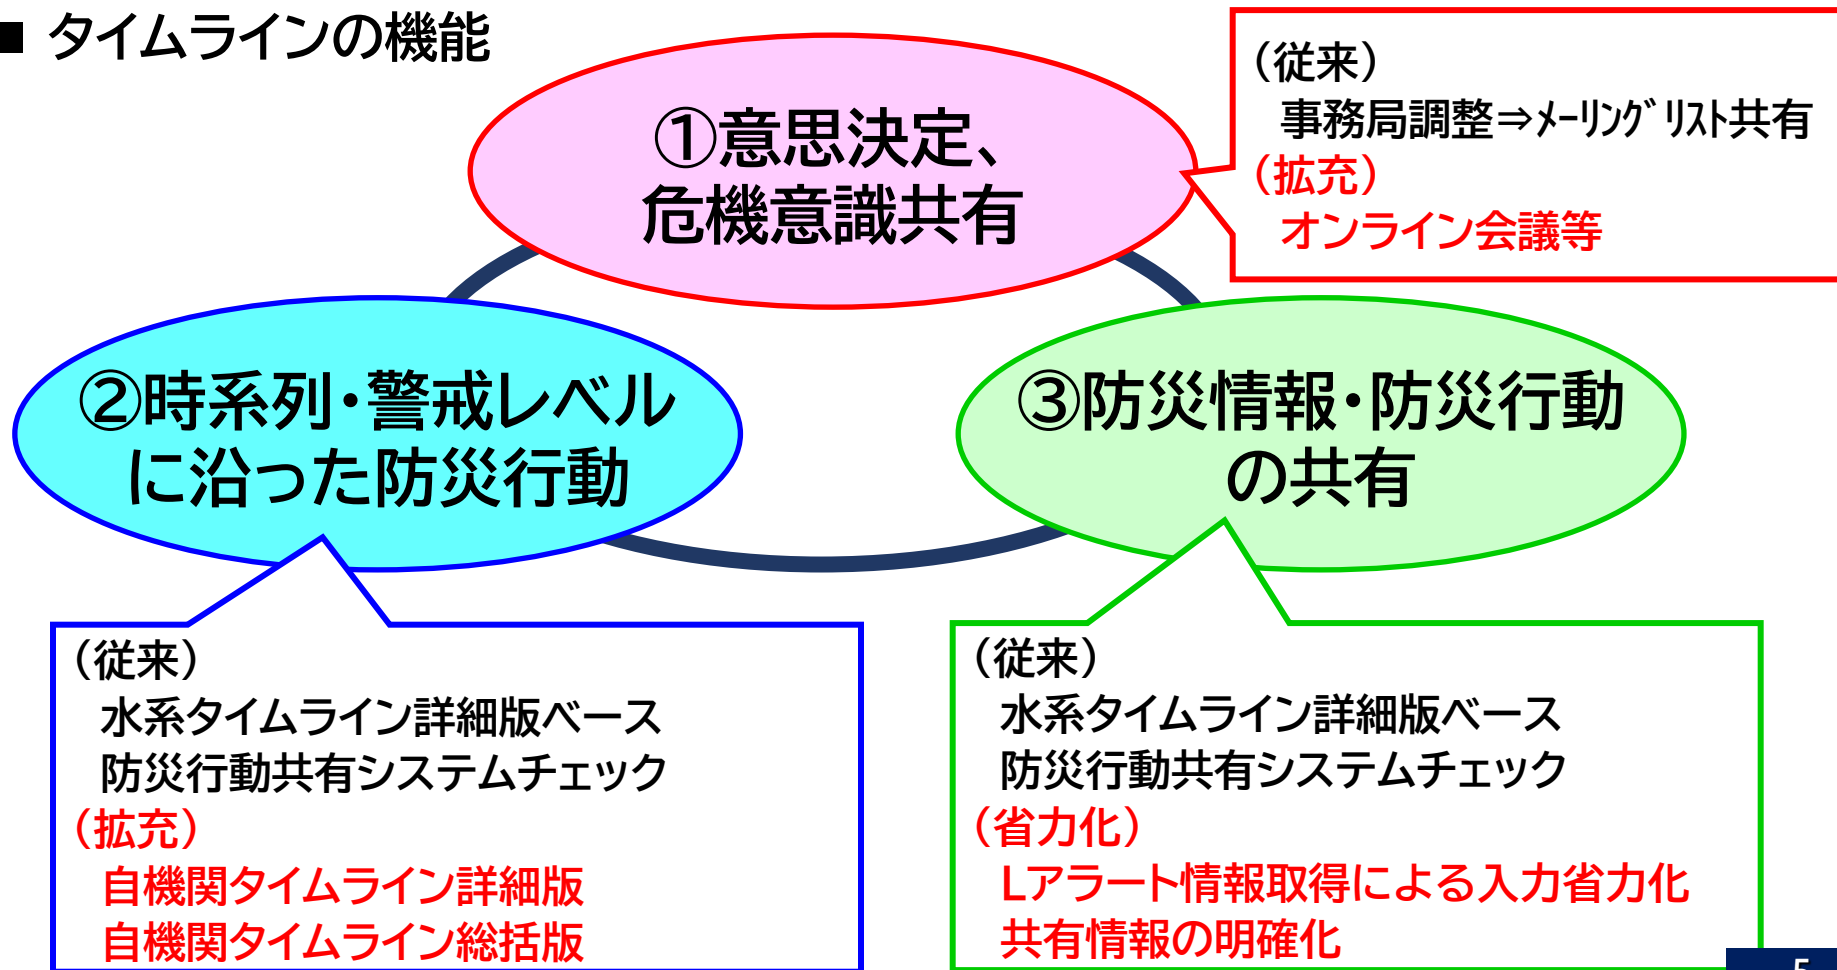 ■ タイムラインの機能
①意思決定、
危機意識共有
（従来）
事務局調整⇒ﾒｰﾘﾝｸﾞﾘｽﾄ共有
（拡充）
オンライン会議等
②時系列・警戒レベル
に沿った防災行動
③防災情報・防災行動
の共有
（従来）
水系タイムライン詳細版ベース
防災行動共有システムチェック
（拡充）
自機関タイムライン詳細版
自機関タイムライン総括版
（従来）
水系タイムライン詳細版ベース
防災行動共有システムチェック
（省力化）
Lアラート情報取得による入力省力化
共有情報の明確化
5